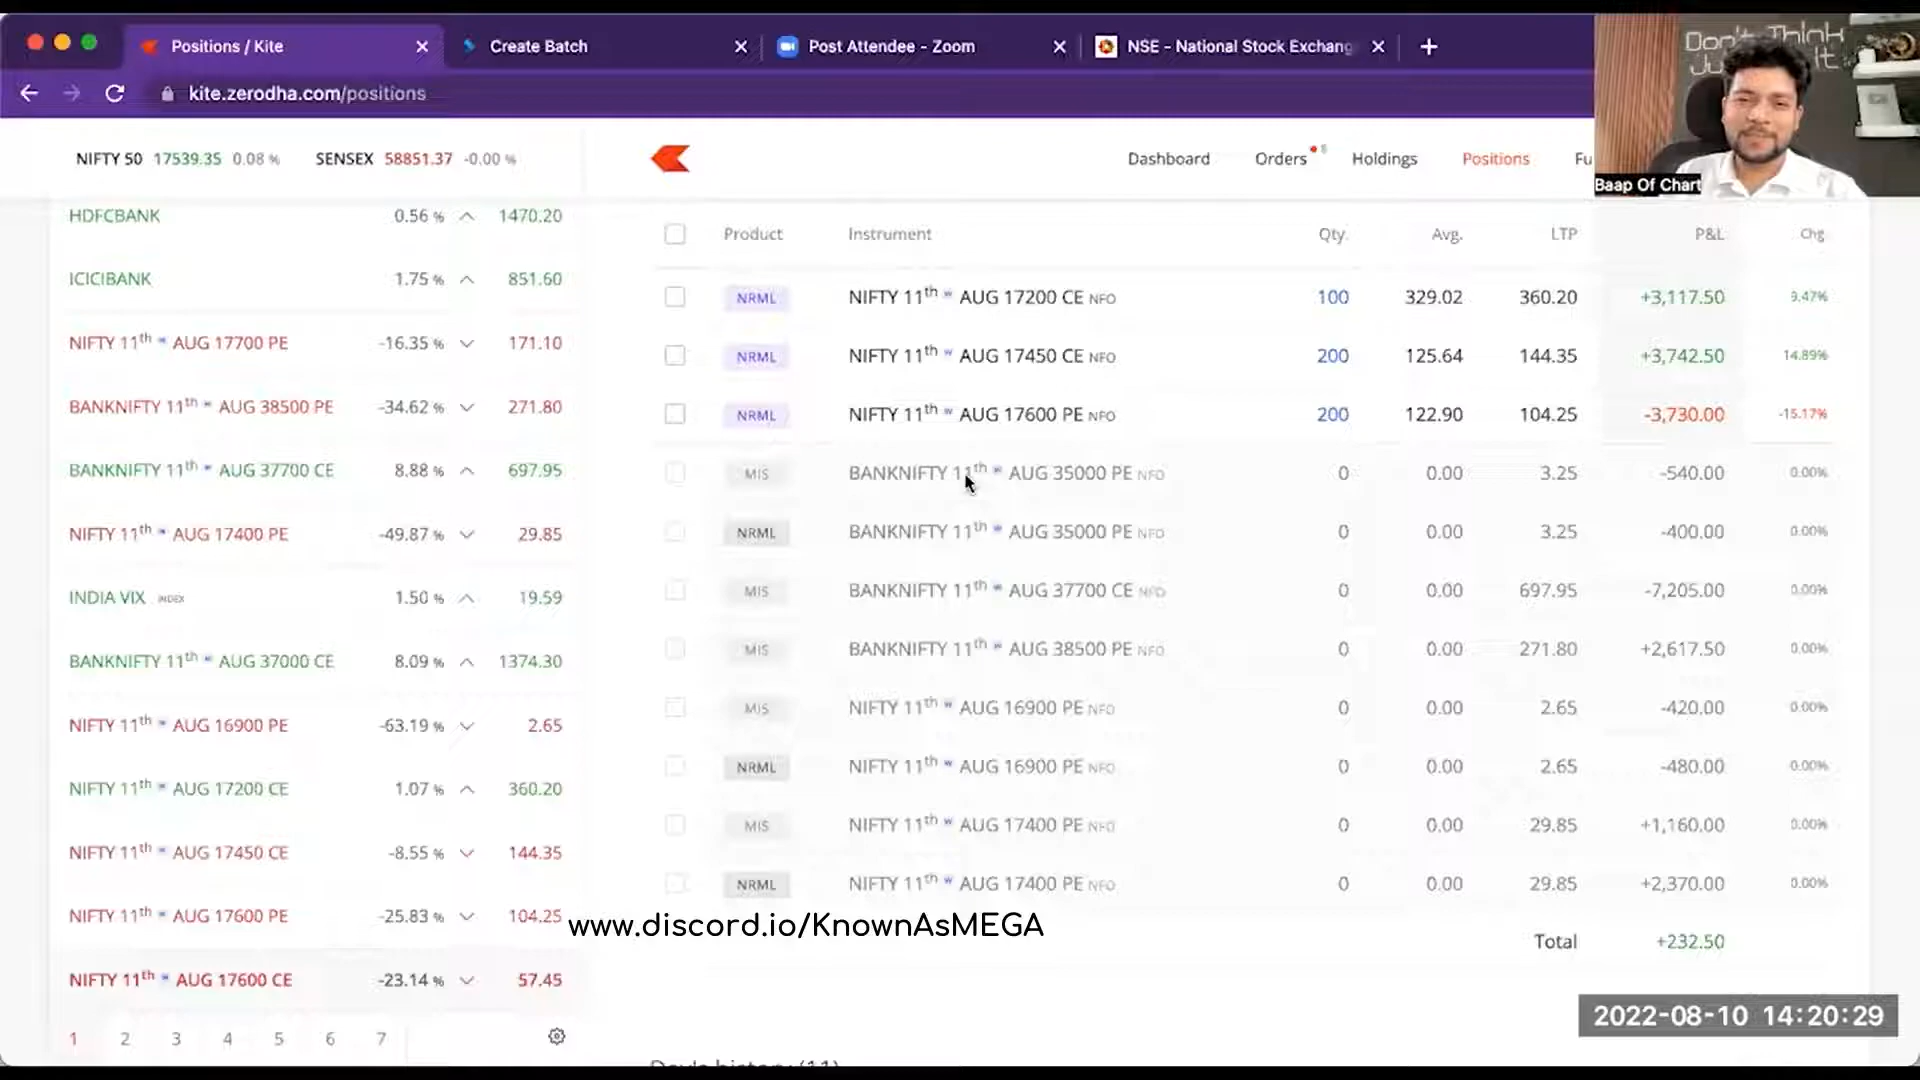 Positions / Kite
Create Batch
Post Attendee - Zoom
NSE - National Stock Exchang
Don't Think
kite.zerodha.com/positions
Baap Of Chart
NIFTY 50 17539.35 0.08 % SENSEX 58851.37 -0.00 %
Dashboard Orders Holdings Positions Fu
HDFCBANK 0.56 % 1470.20
ICICIBANK 1.75 % 851.60
NIFTY 11th w AUG 17700 PE -16.35 % 171.10
BANKNIFTY 11th w AUG 38500 PE -34.62 % 271.80
BANKNIFTY 11th w AUG 37700 CE 8.88 % 697.95
NIFTY 11th w AUG 17400 PE -49.87 % 29.85
INDIA VIX INDEX 1.50 % 19.59
BANKNIFTY 11th w AUG 37000 CE 8.09 % 1374.30
NIFTY 11th w AUG 16900 PE -63.19 % 2.65
NIFTY 11th w AUG 17200 CE 1.07 % 360.20
NIFTY 11th w AUG 17450 CE -8.55 % 144.35
NIFTY 11th w AUG 17600 PE -25.83 % 104.25
NIFTY 11th w AUG 17600 CE -23.14 % 57.45
1 2 3 4 5 6 7
Product Instrument Qty. Avg. LTP P&L Chg
NRML NIFTY 11th w AUG 17200 CE NFO 100 329.02 360.20 +3,117.50 9.47%
NRML NIFTY 11th w AUG 17450 CE NFO 200 125.64 144.35 +3,742.50 14.89%
NRML NIFTY 11th w AUG 17600 PE NFO 200 122.90 104.25 -3,730.00 -15.17%
MIS BANKNIFTY 11th w AUG 35000 PE NFO 0 0.00 3.25 -540.00 0.00%
NRML BANKNIFTY 11th w AUG 35000 PE NFO 0 0.00 3.25 -400.00 0.00%
MIS BANKNIFTY 11th w AUG 37700 CE NFO 0 0.00 697.95 -7,205.00 0.00%
MIS BANKNIFTY 11th w AUG 38500 PE NFO 0 0.00 271.80 +2,617.50 0.00%
MIS NIFTY 11th w AUG 16900 PE NFO 0 0.00 2.65 -420.00 0.00%
NRML NIFTY 11th w AUG 16900 PE NFO 0 0.00 2.65 -480.00 0.00%
MIS NIFTY 11th w AUG 17400 PE NFO 0 0.00 29.85 +1,160.00 0.00%
NRML NIFTY 11th w AUG 17400 PE NFO 0 0.00 29.85 +2,370.00 0.00%
www.discord.io/KnownAsMEGA
Total +232.50
2022-08-10 14:20:29
Day's history (11)